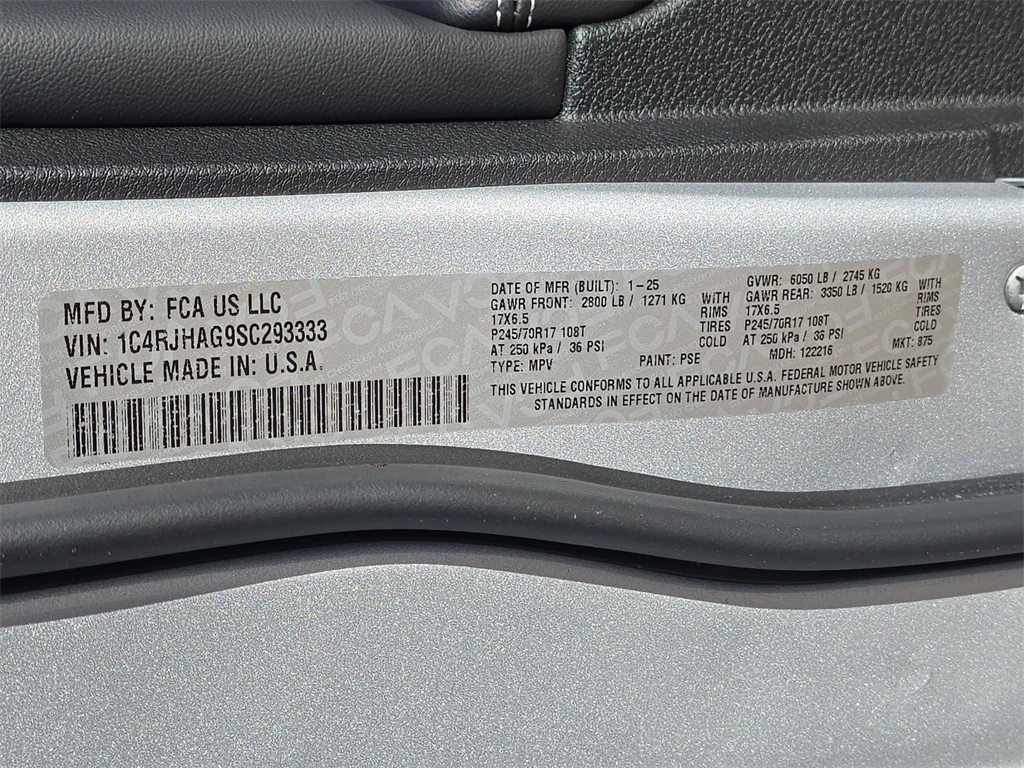 MFD BY: FCA US LLC
VIN: 1C4RJHAG9SC293333
VEHICLE MADE IN: U.S.A.
DATE OF MFR (BUILT): 1-25 GVWR: 6050 LB / 2745 KG
GAWR FRONT: 2800 LB / 1271 KG WITH GAWR REAR: 3350 LB / 1520 KG WITH
17X6.5 RIMS 17X6.5 RIMS
P245/70R17 108T TIRES P245/70R17 108T TIRES
AT 250 kPa / 36 PSI COLD AT 250 kPa / 36 PSI COLD
TYPE: MPV PAINT: PSE MDH: 122216 MKT: 875
THIS VEHICLE CONFORMS TO ALL APPLICABLE U.S.A. FEDERAL MOTOR VEHICLE SAFETY
STANDARDS IN EFFECT ON THE DATE OF MANUFACTURE SHOWN ABOVE.